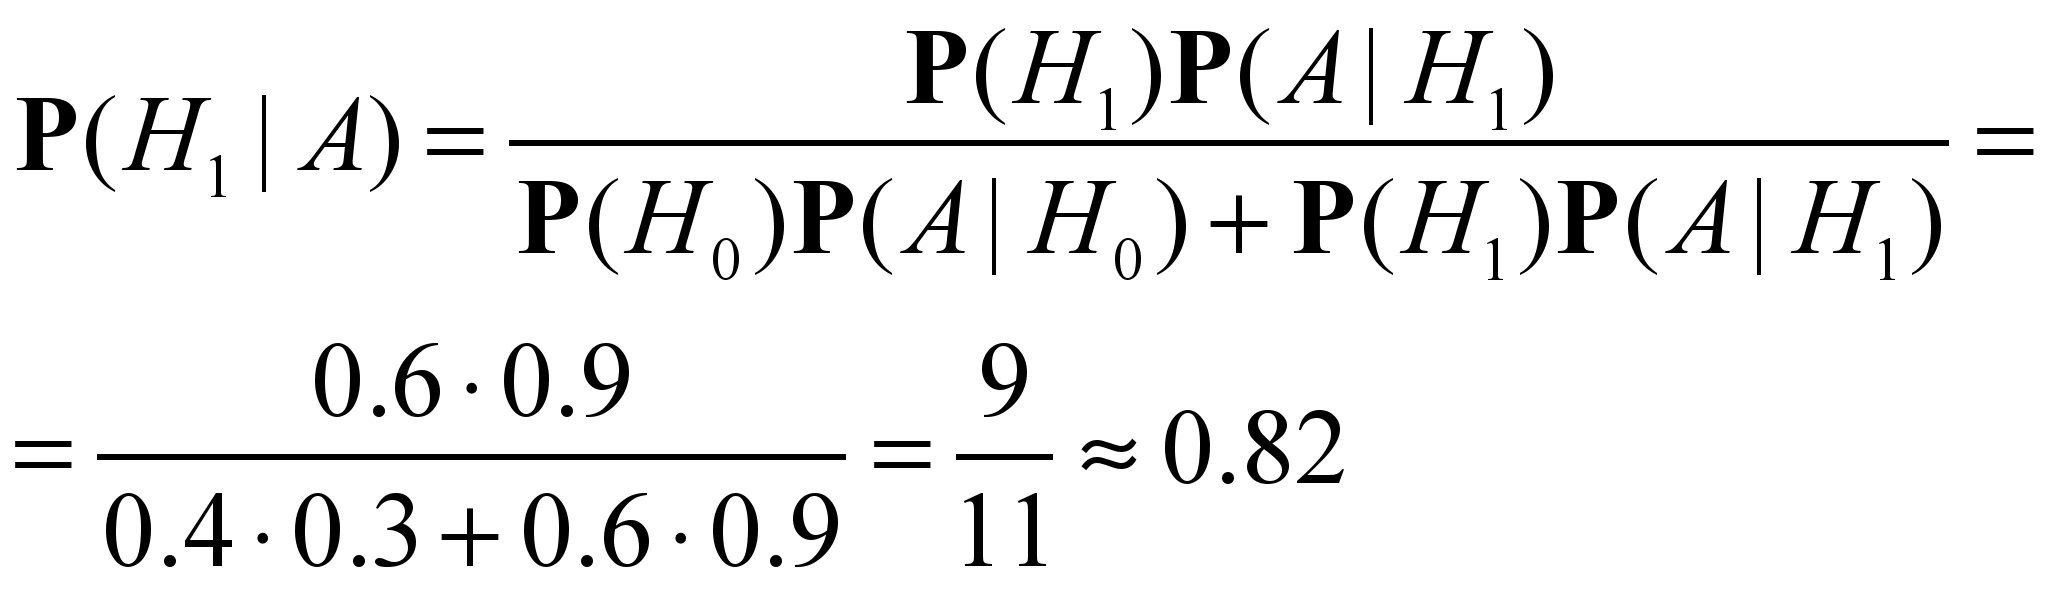 P(H₁ | A) = P(H₁)P(A | H₁) / P(H₀)P(A | H₀) + P(H₁)P(A | H₁) =
= 0.6 · 0.9 / 0.4 · 0.3 + 0.6 · 0.9 = 9 / 11 ≈ 0.82